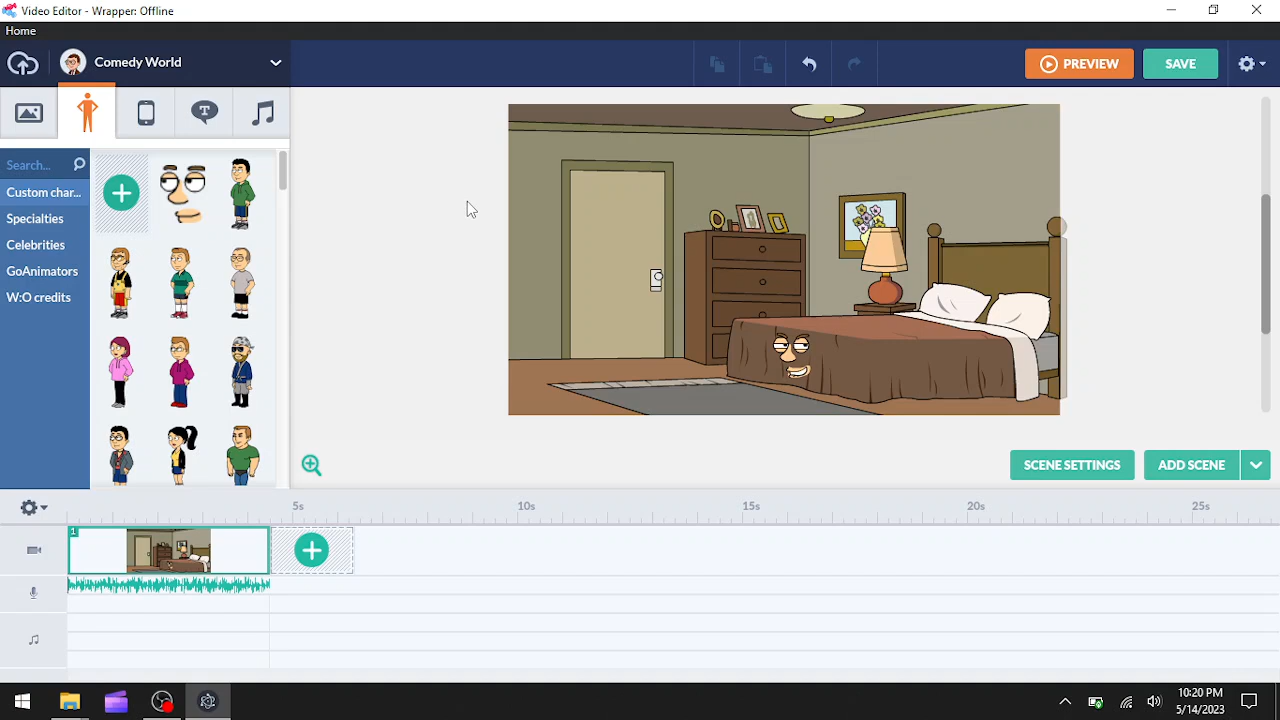 Video Editor - Wrapper: Offline
Home
Comedy World
PREVIEW
SAVE
Search...
Custom char...
Specialties
Celebrities
GoAnimators
W:O credits
SCENE SETTINGS
ADD SCENE
5s
10s
15s
20s
25s
1
10:20 PM
5/14/2023